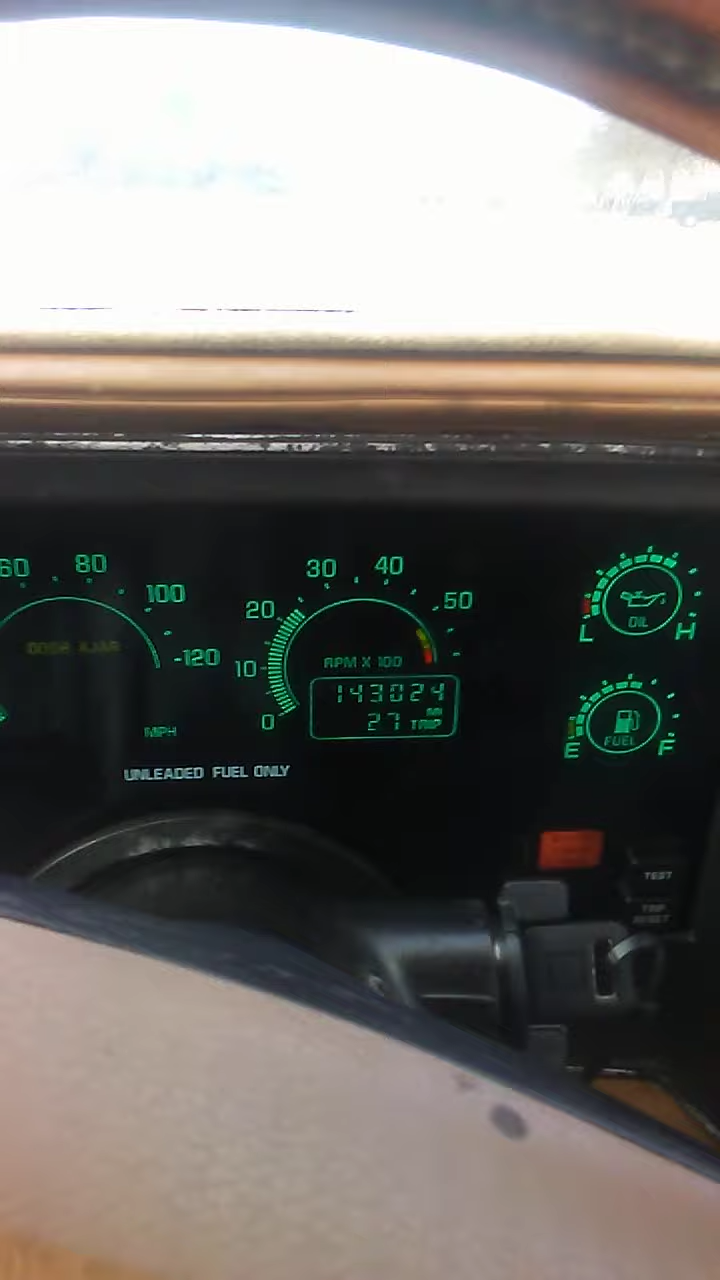 60 80 100 -120
DOOR AJAR
MPH
0 10 20 30 40 50
RPM X 100
143024
27 TRIP
UNLEADED FUEL ONLY
OIL
L H
FUEL
E F
TEST
TRIP
RESET